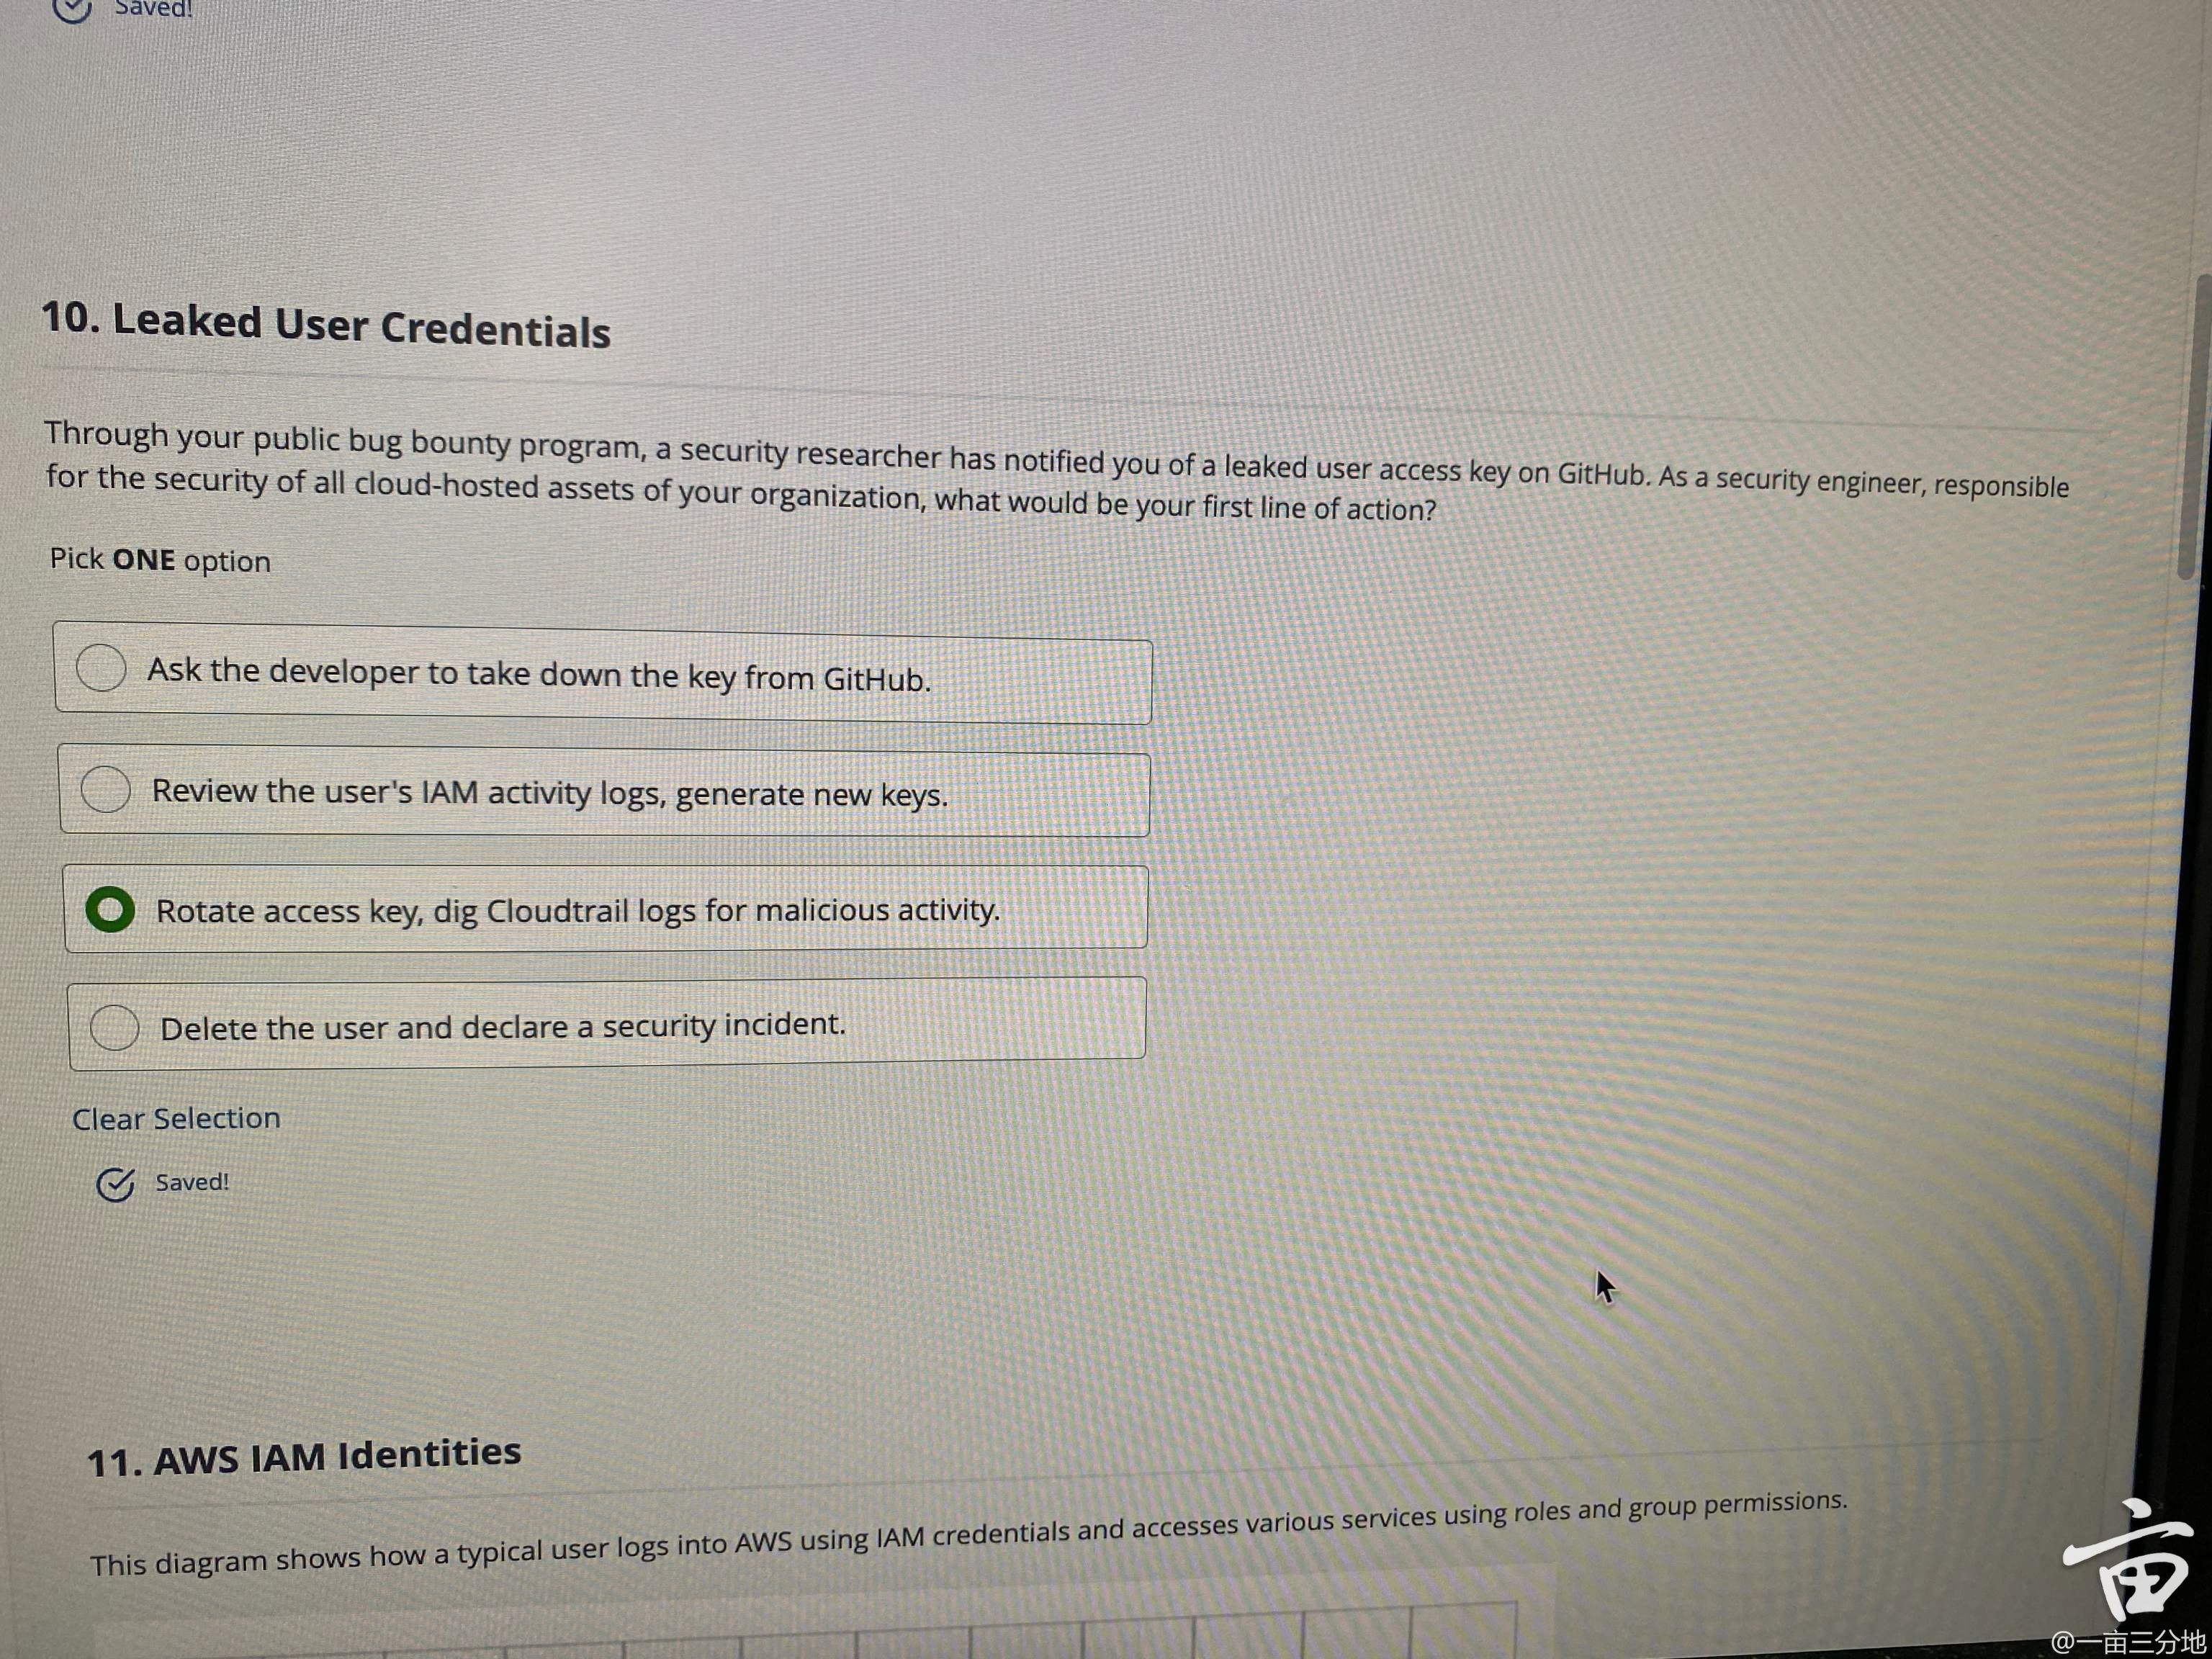 Saved!
10. Leaked User Credentials
Through your public bug bounty program, a security researcher has notified you of a leaked user access key on GitHub. As a security engineer, responsible
for the security of all cloud-hosted assets of your organization, what would be your first line of action?
Pick ONE option
Ask the developer to take down the key from GitHub.
Review the user's IAM activity logs, generate new keys.
Rotate access key, dig Cloudtrail logs for malicious activity.
Delete the user and declare a security incident.
Clear Selection
Saved!
11. AWS IAM Identities
This diagram shows how a typical user logs into AWS using IAM credentials and accesses various services using roles and group permissions.
亩
@一亩三分地